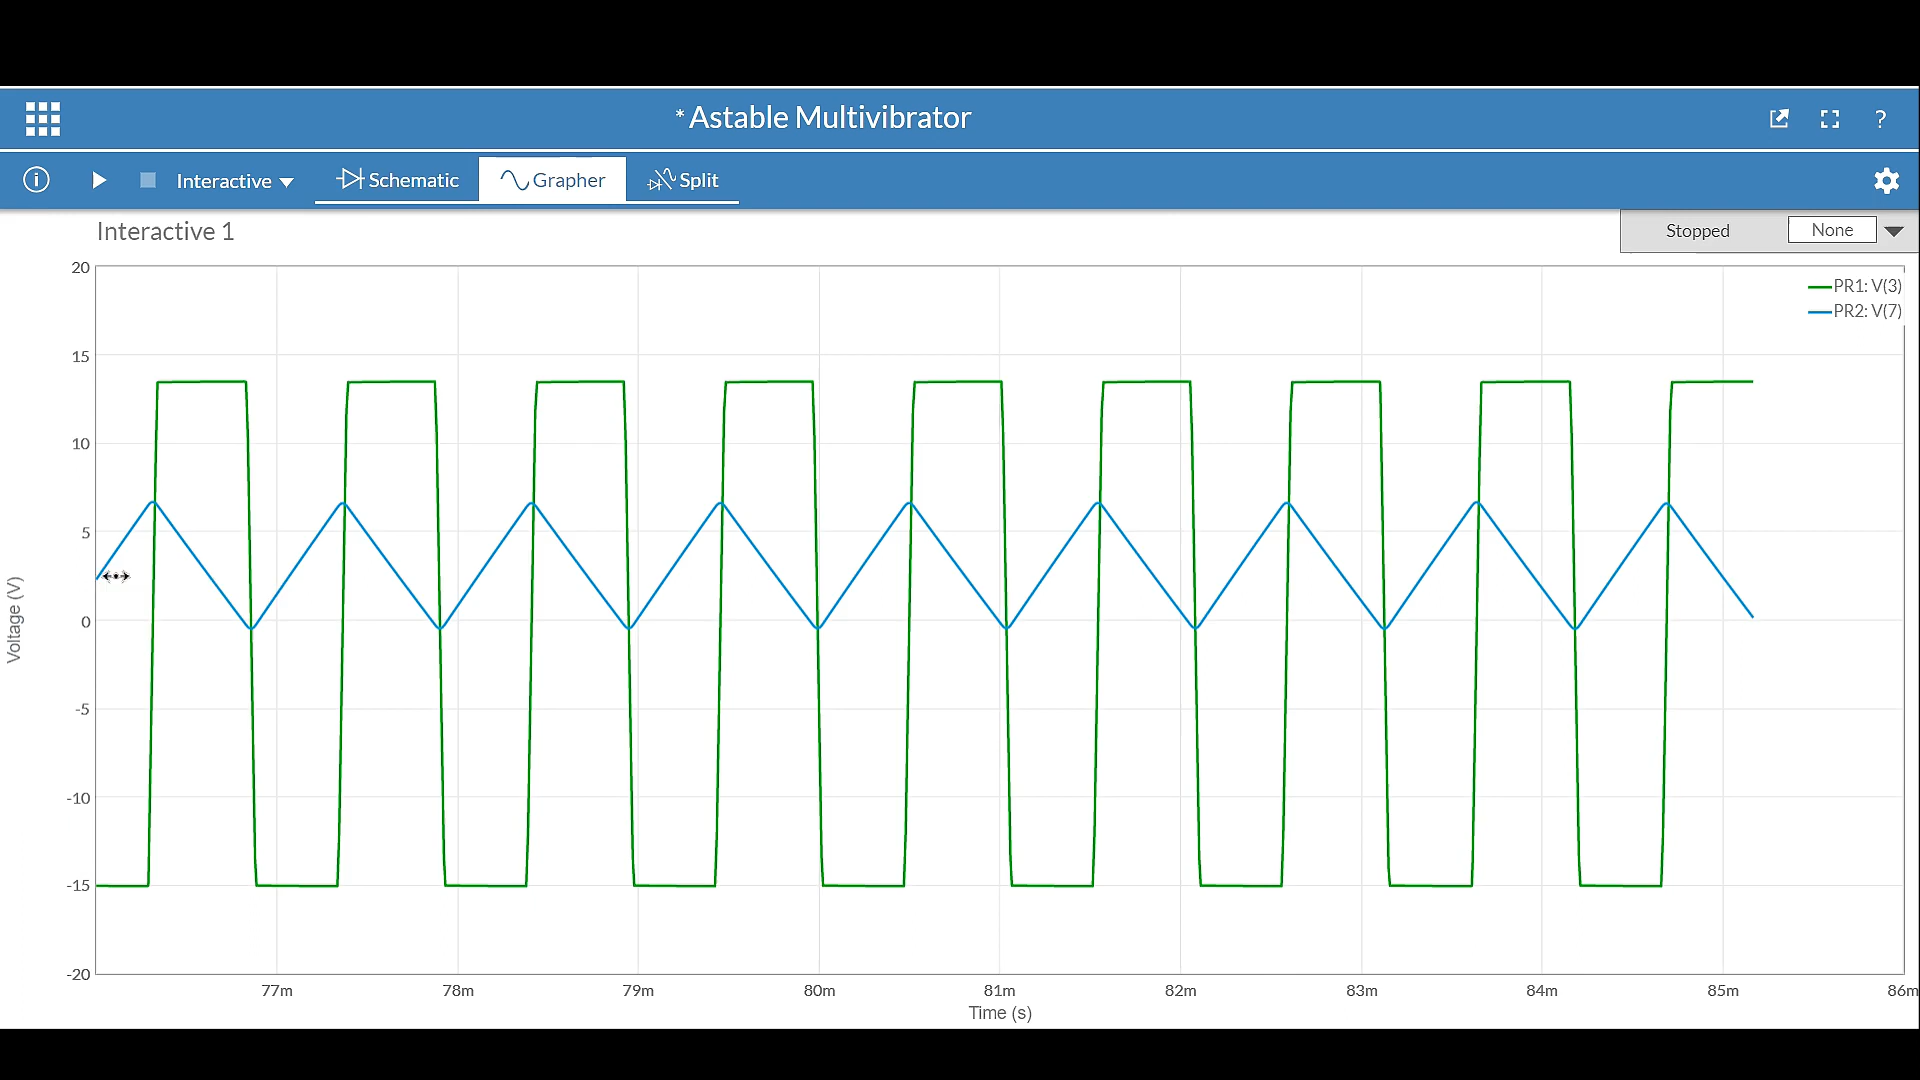 * Astable Multivibrator
?
i
Interactive
Schematic
Grapher
Split
Interactive 1
Stopped
None
PR1: V(3)
PR2: V(7)
20
15
10
5
0
-5
-10
-15
-20
Voltage (V)
77m
78m
79m
80m
81m
82m
83m
84m
85m
86m
Time (s)